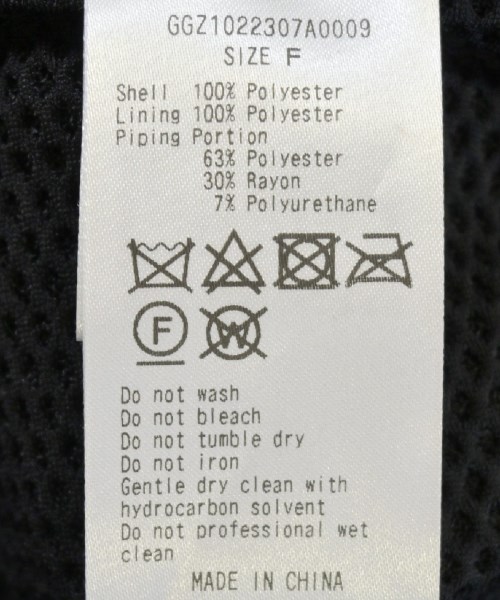 GGZ1022307A0009
SIZE F
Shell 100% Polyester
Lining 100% Polyester
Piping Portion
63% Polyester
30% Rayon
7% Polyurethane
F W
Do not wash
Do not bleach
Do not tumble dry
Do not iron
Gentle dry clean with
hydrocarbon solvent
Do not professional wet
clean
MADE IN CHINA